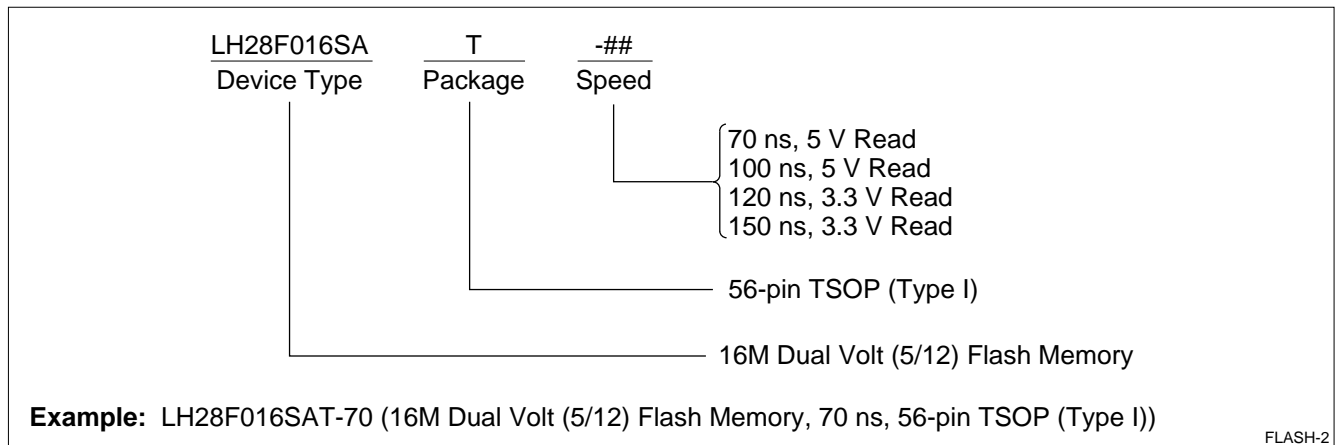 LH28F016SA T -##
Device Type Package Speed
70 ns, 5 V Read
100 ns, 5 V Read
120 ns, 3.3 V Read
150 ns, 3.3 V Read
56-pin TSOP (Type I)
16M Dual Volt (5/12) Flash Memory
Example: LH28F016SAT-70 (16M Dual Volt (5/12) Flash Memory, 70 ns, 56-pin TSOP (Type I))
FLASH-2